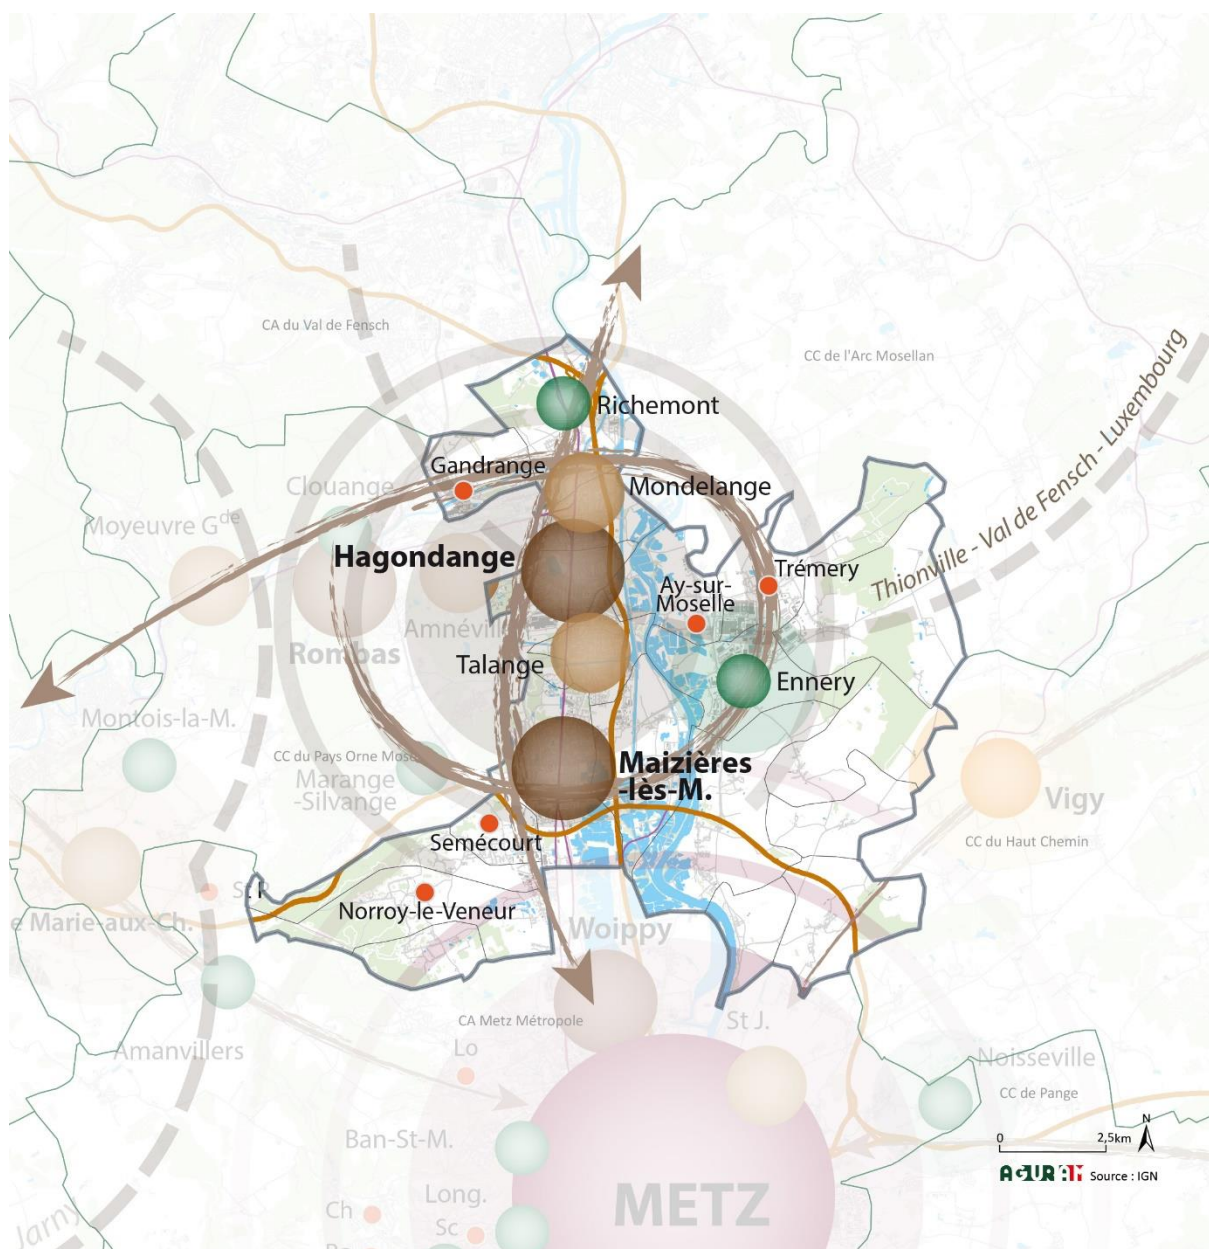 CA du Val de Fensch
CC de l'Arc Mosellan
Thionville - Val de Fensch - Luxembourg
Richemont
Gandrange
Mondelange
Clouange
Moyeuvre Gde
Hagondange
Trémery
Ay-sur-
Moselle
Amnévil
Rombas
Talange
Ennery
Montois-la-M.
CC du Pays Orne Mose
Marange
-Silvange
Maizières
-lès-M.
Vigy
CC du Haut Chemin
Semécourt
Norroy-le-Veneur
e Marie-aux-Ch.
Woippy
CA Metz Métropole
St J.
Amanvillers
Lo
Noisseville
CC de Pange
Ban-St-M.
N
0
2,5km
AGURAM
Source : IGN
Long.
Ch
Sc
METZ
Jarny